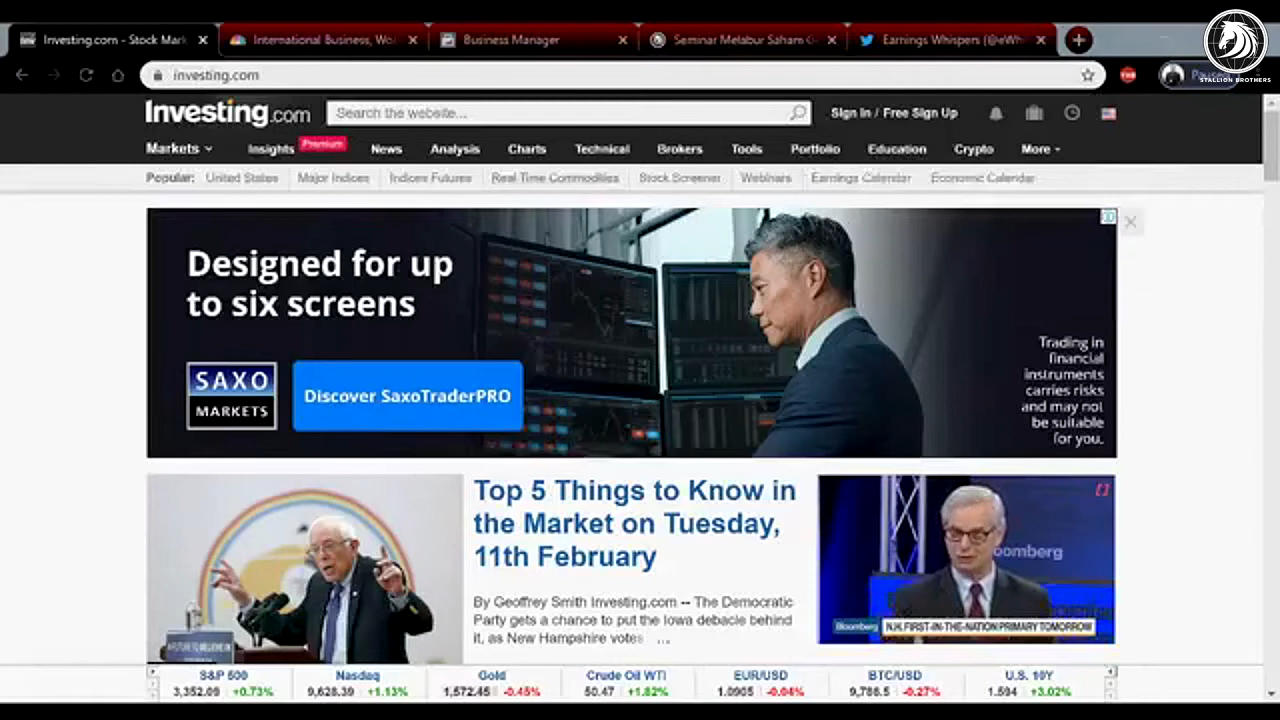 Investing.com - Stock Mark
International Business, Wo
Business Manager
Seminar Melabur Saham G
Earnings Whispers (@eWh
STALLION BROTHERS
investing.com
Paused
Investing.com
Search the website...
Sign In / Free Sign Up
Markets
Insights
Premium
News
Analysis
Charts
Technical
Brokers
Tools
Portfolio
Education
Crypto
More
Popular: United States Major Indices Indices Futures Real Time Commodities Stock Screener Webinars Earnings Calendar Economic Calendar
Designed for up
to six screens
SAXO
MARKETS
Discover SaxoTraderPRO
Trading in
financial
instruments
carries risks
and may not
be suitable
for you.
Top 5 Things to Know in
the Market on Tuesday,
11th February
By Geoffrey Smith Investing.com -- The Democratic
Party gets a chance to put the Iowa debacle behind
it, as New Hampshire votes ...
oomberg
Bloomberg
N.H. FIRST-IN-THE-NATION PRIMARY TOMORROW
S&P 500 Nasdaq Gold Crude Oil WTI EUR/USD BTC/USD U.S. 10Y
3,352.09 +0.73% 9,628.39 +1.13% 1,572.45 -0.45% 50.47 +1.82% 1.0905 -0.04% 9,786.5 -0.27% 1.594 +3.02%